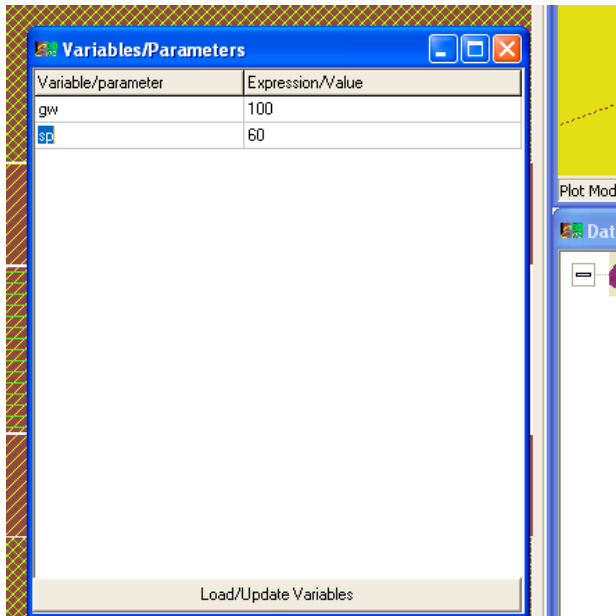 Variables/Parameters
Variable/parameter Expression/Value
gw 100
sp 60
Load/Update Variables
Plot Mod
Dat